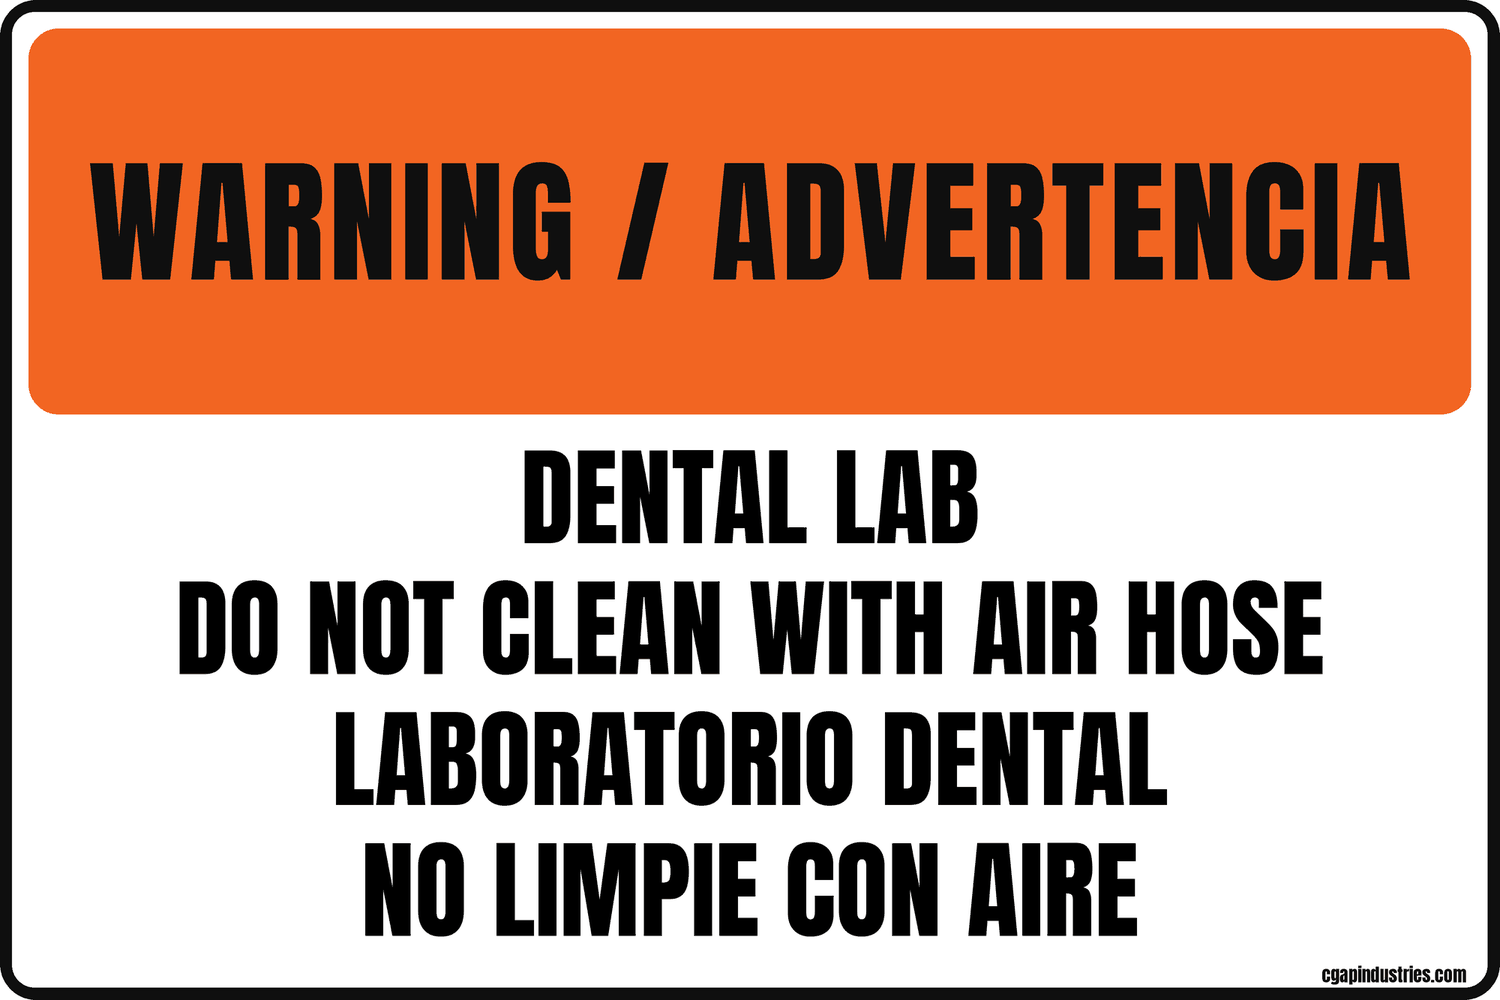 WARNING / ADVERTENCIA
DENTAL LAB
DO NOT CLEAN WITH AIR HOSE
LABORATORIO DENTAL
NO LIMPIE CON AIRE
cgapindustries.com